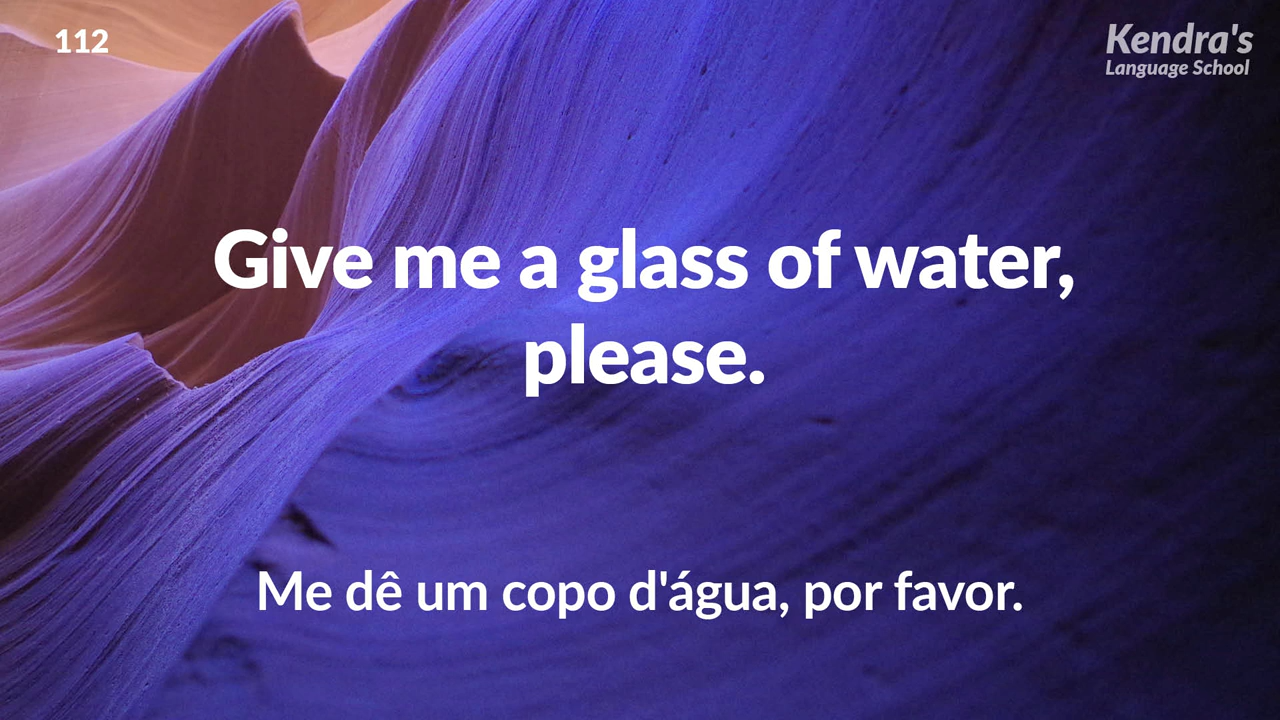 112
Kendra's
Language School
Give me a glass of water,
please.
Me dê um copo d'água, por favor.